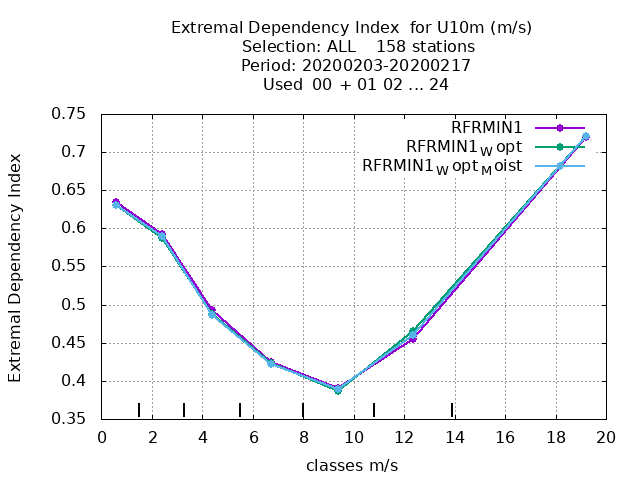 Extremal Dependency Index for U10m (m/s)
Selection: ALL 158 stations
Period: 20200203-20200217
Used 00 + 01 02 ... 24
RFRMIN1
RFRMIN1_W opt
RFRMIN1_W opt_M oist
Extremal Dependency Index
0.75
0.7
0.65
0.6
0.55
0.5
0.45
0.4
0.35
0 2 4 6 8 10 12 14 16 18 20
classes m/s